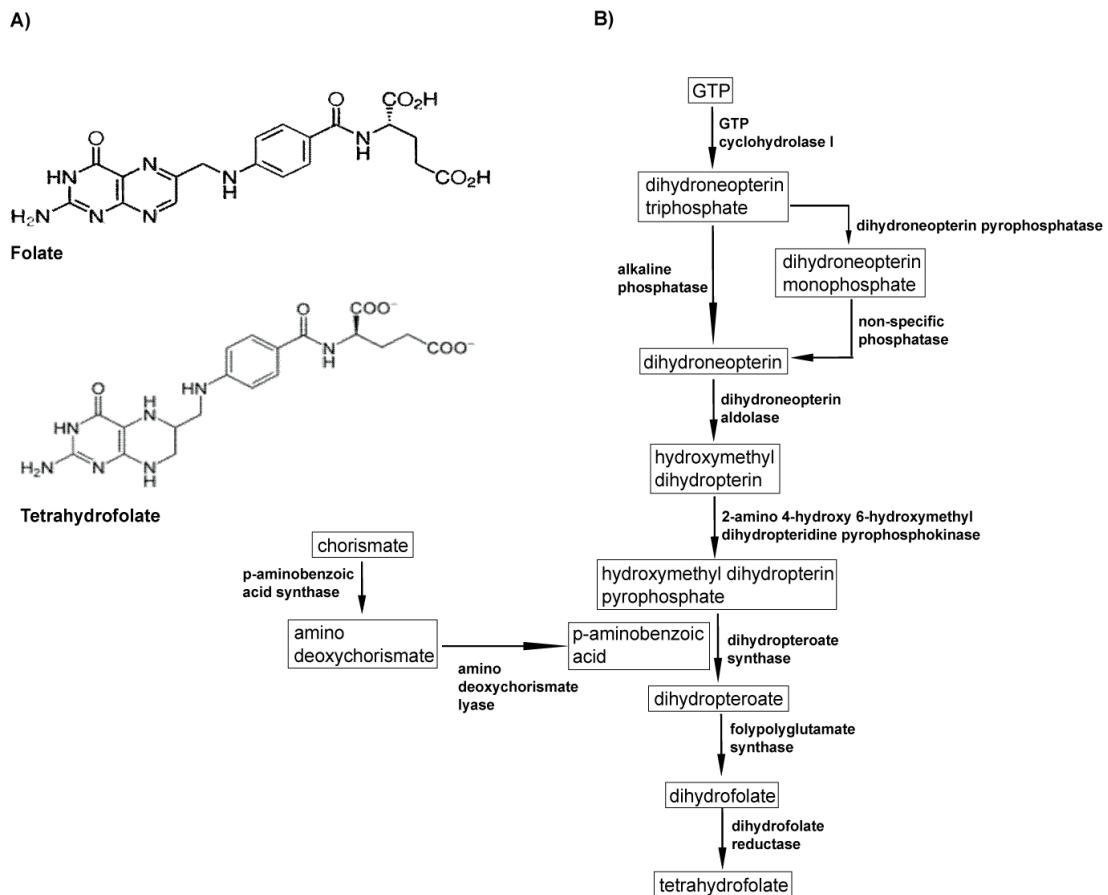 A)
O
CO₂H
N
H
CO₂H
O
N
HN
N
H
H₂N
N
N
Folate
O
COO⁻
N
H
COO⁻
HN
O
H
N
HN
H₂N
N
N
H
Tetrahydrofolate
chorismate
p-aminobenzoic
acid synthase
amino
deoxychorismate
amino
deoxychorismate
lyase
p-aminobenzoic
acid
B)
GTP
GTP
cyclohydrolase I
dihydroneopterin
triphosphate
dihydroneopterin pyrophosphatase
dihydroneopterin
monophosphate
alkaline
phosphatase
non-specific
phosphatase
dihydroneopterin
dihydroneopterin
aldolase
hydroxymethyl
dihydropterin
2-amino 4-hydroxy 6-hydroxymethyl
dihydropteridine pyrophosphokinase
hydroxymethyl dihydropterin
pyrophosphate
dihydropteroate
synthase
dihydropteroate
folypolyglutamate
synthase
dihydrofolate
dihydrofolate
reductase
tetrahydrofolate